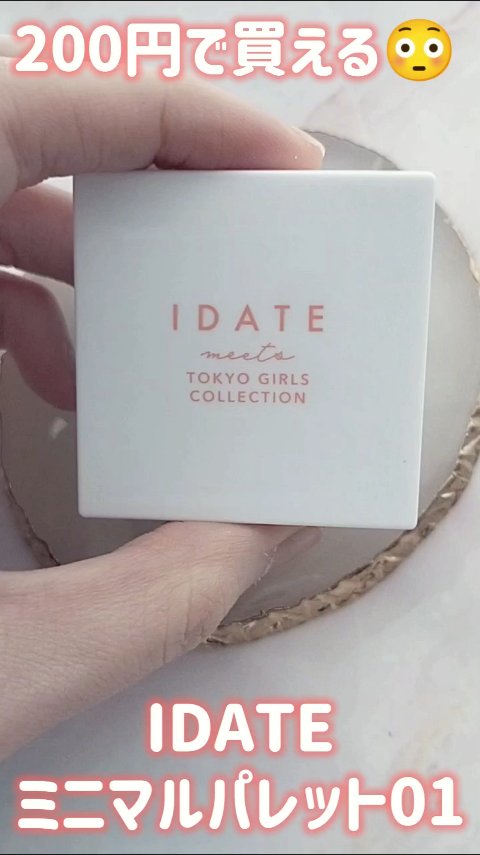 200円で買える😳
IDATE
meets
TOKYO GIRLS
COLLECTION
IDATE
ミニマルパレット01